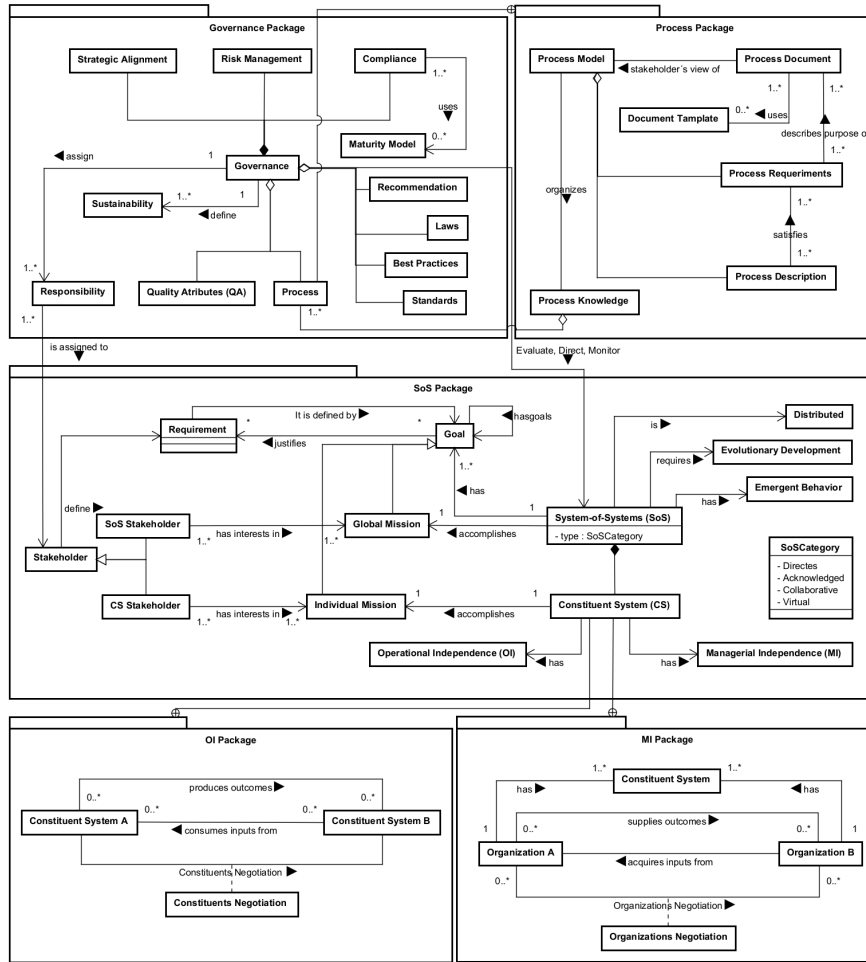 Governance Package
Strategic Alignment
Risk Management
Compliance
1..*
uses
0..*
Maturity Model
assign
1
Governance
Sustainability
1..*
1
define
Recommendation
Laws
Best Practices
Standards
1..*
Responsibility
1..*
Quality Atributes (QA)
Process
1..*
is assigned to
Process Package
Process Model
Process Document
stakeholder´s view of
1..*
1..*
0..*
uses
Document Tamplate
describes purpose o
1..*
Process Requeriments
organizes
1..*
satisfies
1..*
Process Description
Process Knowledge
Evaluate, Direct, Monitor
SoS Package
It is defined by
Requirement
*
*
Goal
hasgoals
justifies
1..*
has
is
Distributed
requires
Evolutionary Development
has
Emergent Behavior
define
SoS Stakeholder
has interests in
1..*
1..*
Global Mission
1
accomplishes
1
System-of-Systems (SoS)
- type : SoSCategory
SoSCategory
- Directes
- Acknowledged
- Collaborative
- Virtual
Stakeholder
CS Stakeholder
has interests in
1..*
1..*
Individual Mission
1
accomplishes
1
Constituent System (CS)
Operational Independence (OI)
has
has
Managerial Independence (MI)
OI Package
produces outcomes
0..*
0..*
Constituent System A
0..*
0..*
Constituent System B
consumes inputs from
Constituents Negotiation
Constituents Negotiation
MI Package
1..*
Constituent System
1..*
has
has
1
0..*
supplies outcomes
0..*
1
Organization A
Organization B
acquires inputs from
0..*
0..*
Organizations Negotiation
Organizations Negotiation